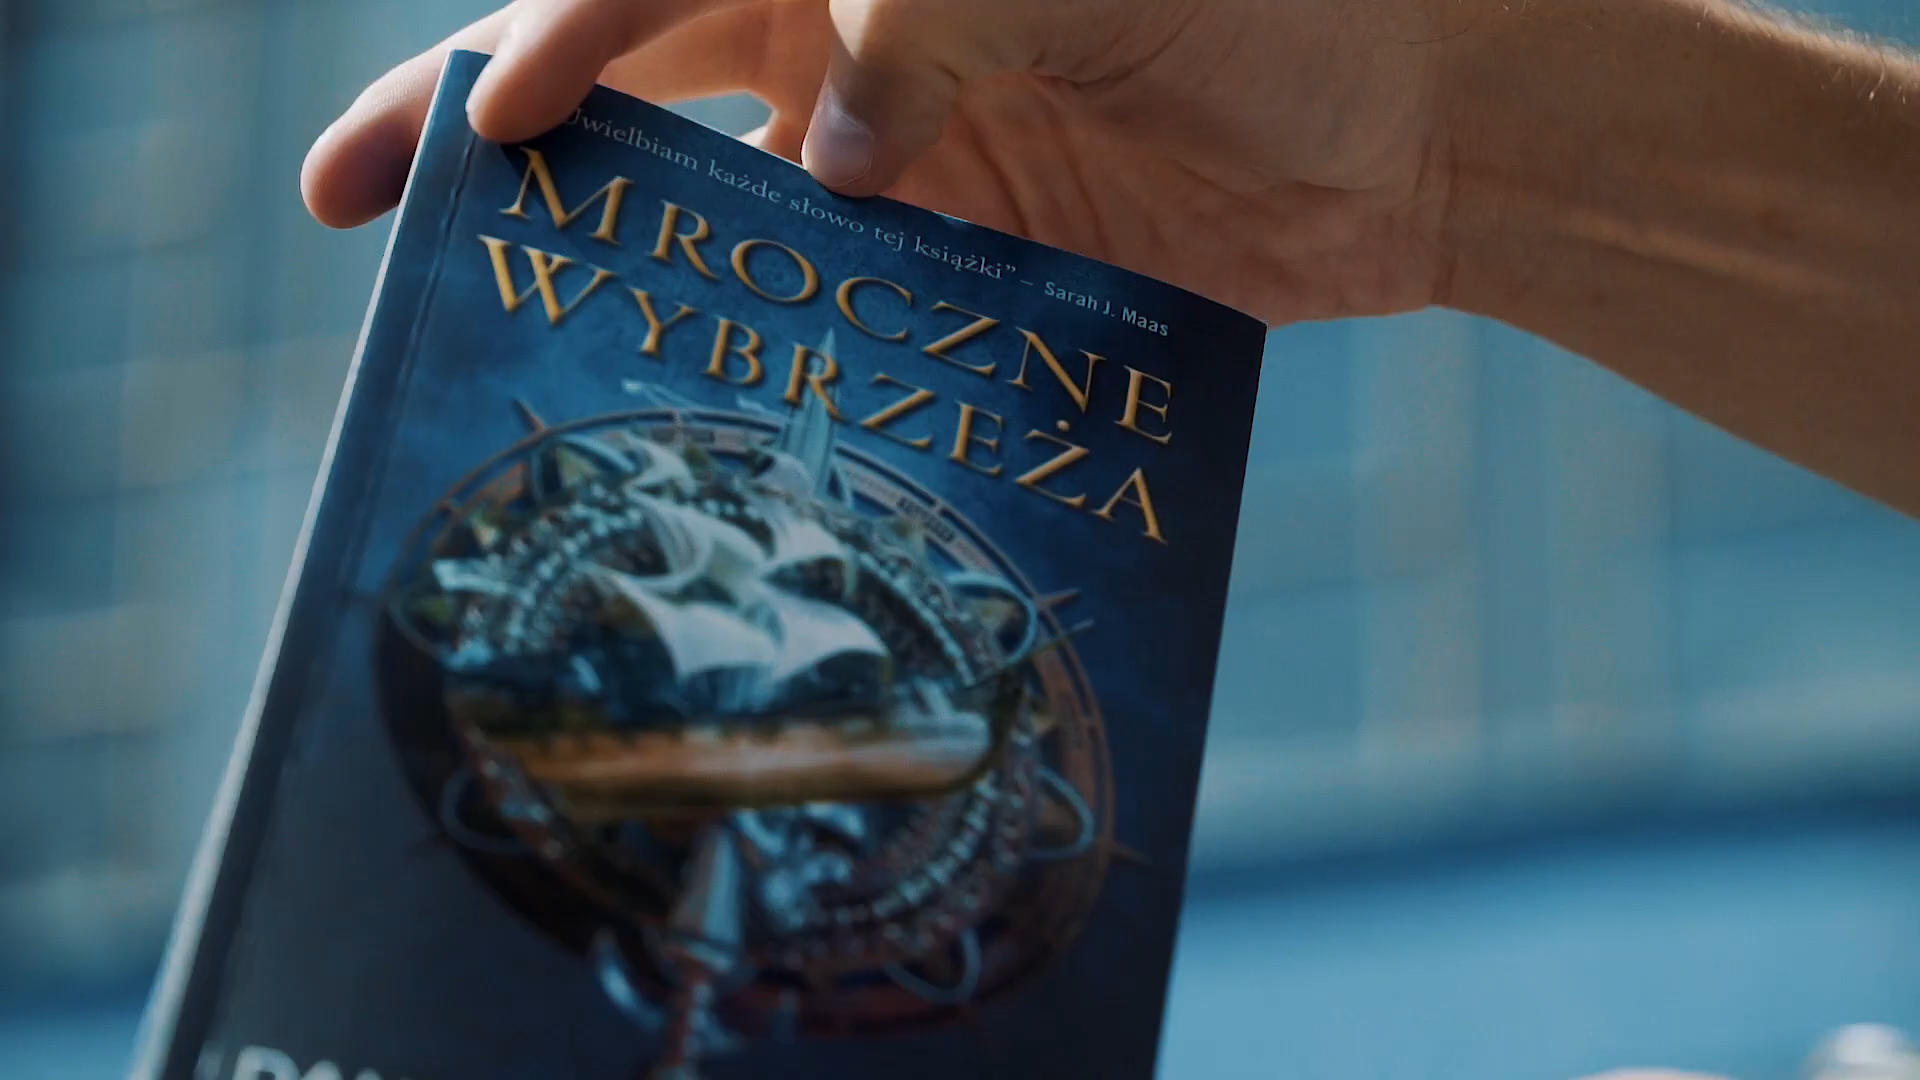 Uwielbiam każde słowo tej książki” – Sarah J. Maas
MROCZNE
WYBRZEŻA